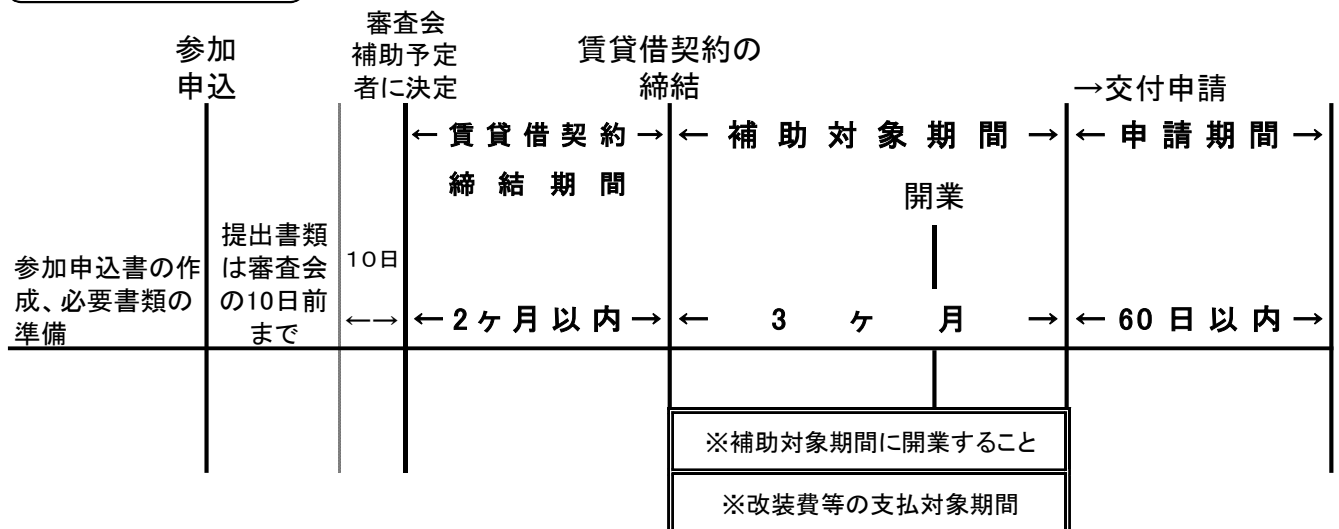 参加
申込
審査会
補助予定
者に決定
賃貸借契約の
締結
→交付申請
←賃貸借契約→
締結期間
←補助対象期間→
←申請期間→
開業
参加申込書の作
成、必要書類の
準備
提出書類
は審査会
の10日前
まで
10日
←→
←2ヶ月以内→
←3ヶ月→
←60日以内→
※補助対象期間に開業すること
※改装費等の支払対象期間